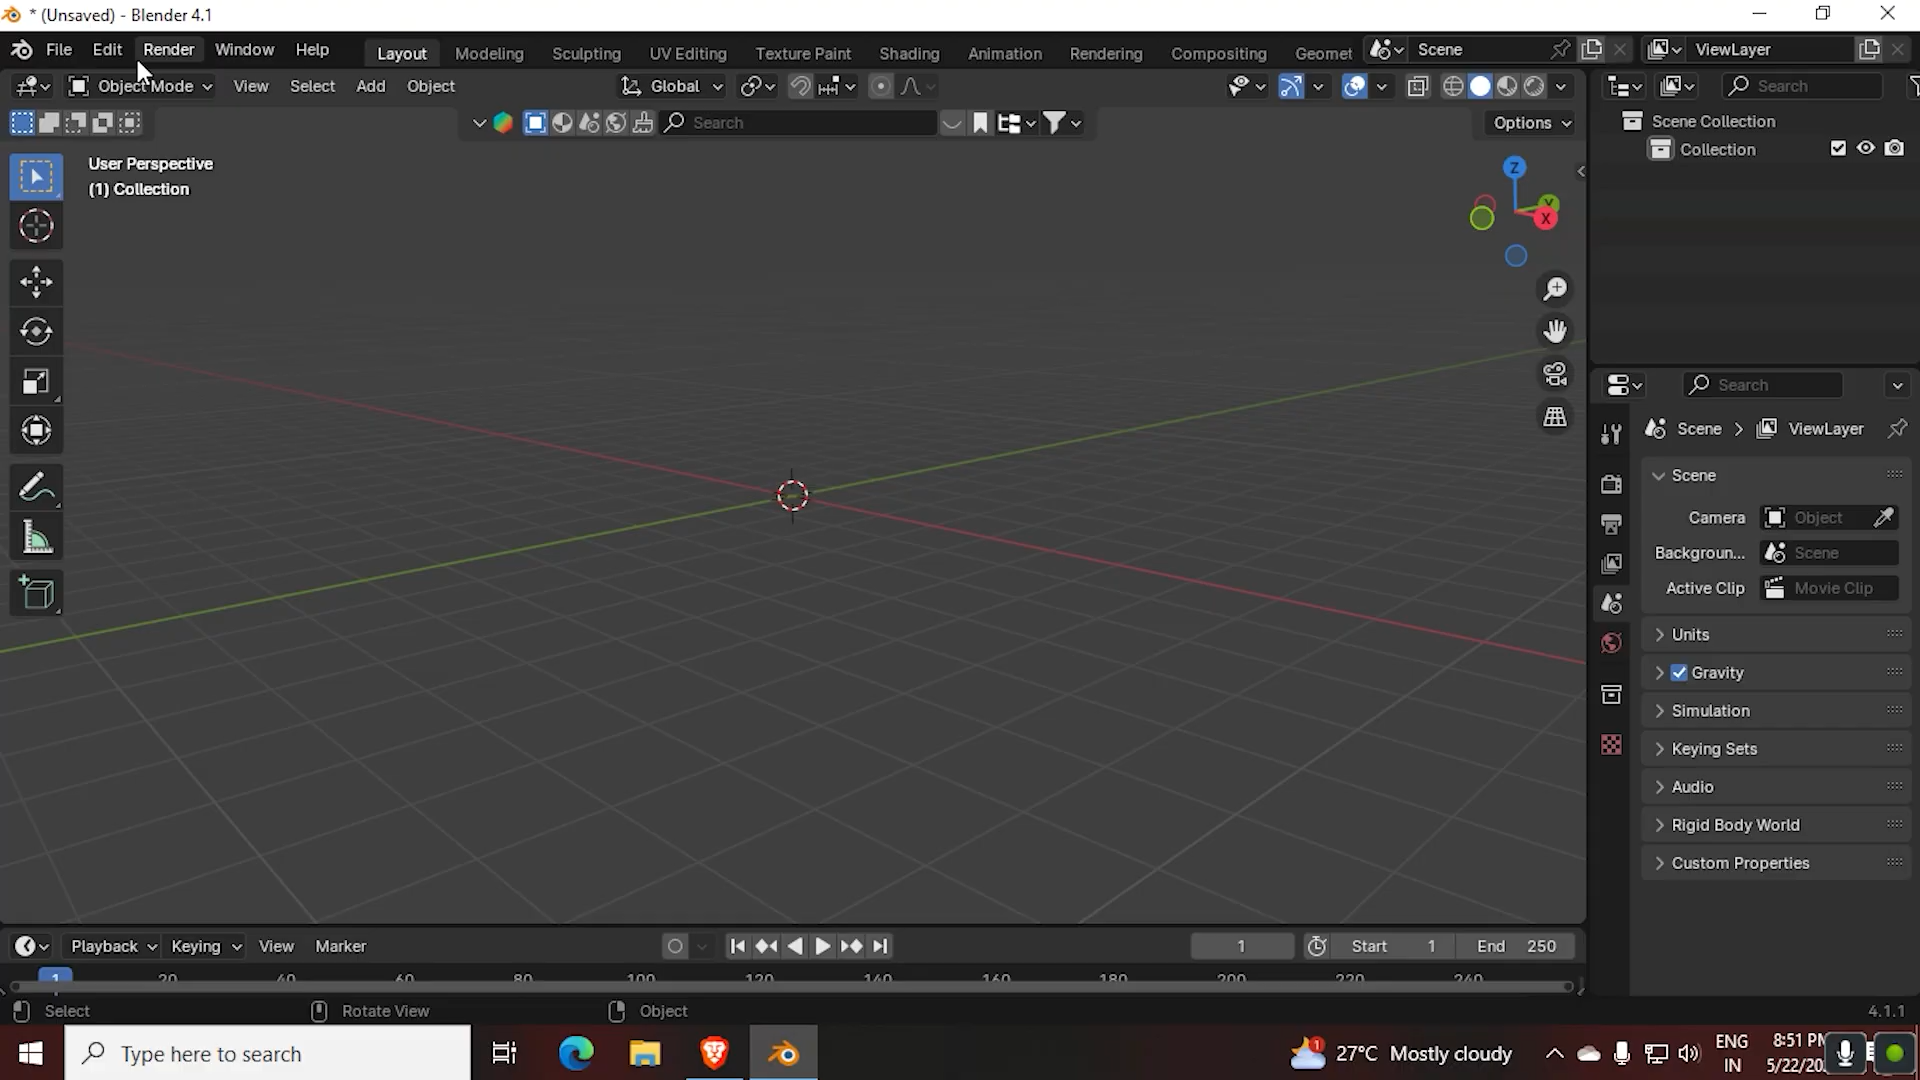 * (Unsaved) - Blender 4.1
File Edit Render Window Help Layout Modeling Sculpting UV Editing Texture Paint Shading Animation Rendering Compositing Geomet Scene ViewLayer
Object Mode View Select Add Object Global Search
Search Options
Scene Collection
Collection
User Perspective
(1) Collection
Z
Y
X
Search
Scene > ViewLayer
Scene
Camera Object
Backgroun... Scene
Active Clip Movie Clip
Units
Gravity
Simulation
Keying Sets
Audio
Rigid Body World
Custom Properties
Playback Keying View Marker 1 Start 1 End 250
1 20 40 60 80 100 120 140 160 180 200 220 240
Select Rotate View Object 4.1.1
Type here to search 1 27°C Mostly cloudy ENG IN 8:51 PM
5/22/20